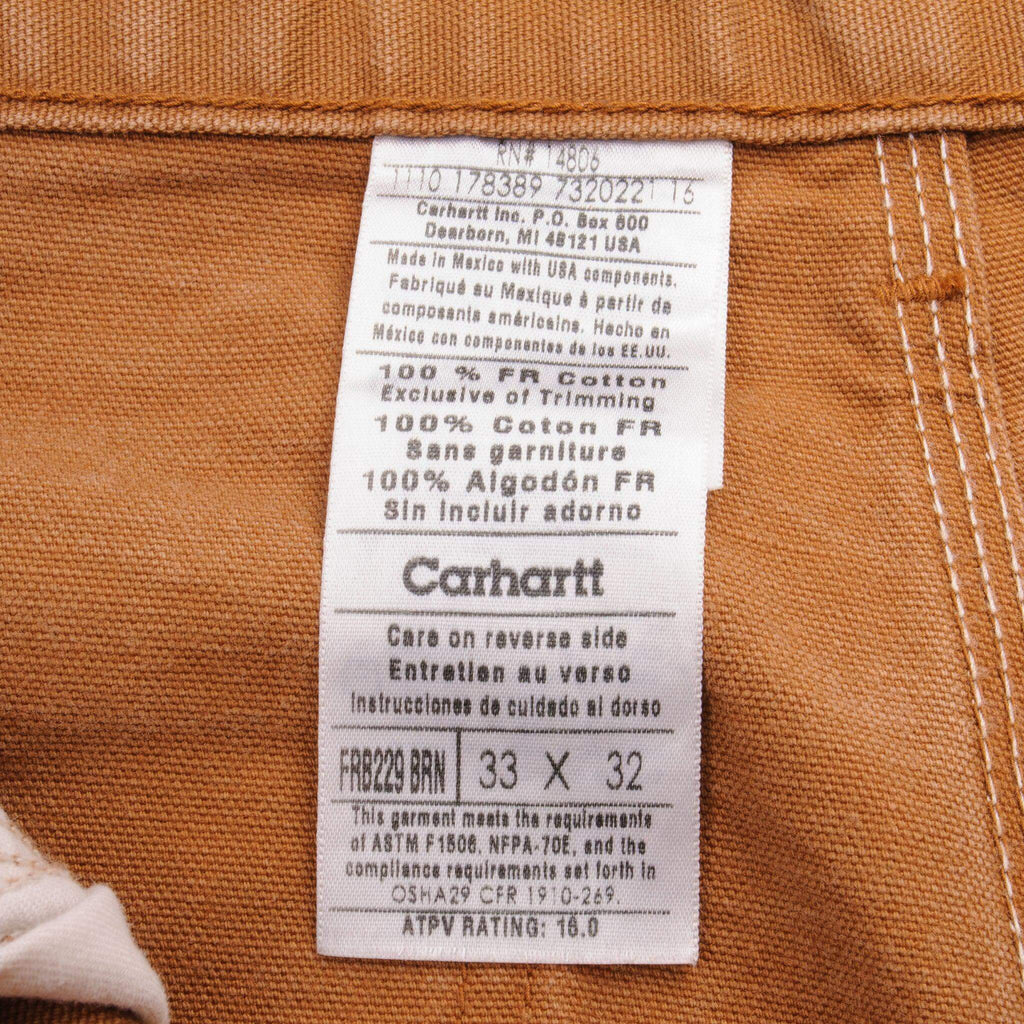 RN# 14806
1110 178389 7320221 16
Carhartt Inc. P.O. Box 600
Dearborn, MI 48121 USA
Made in Mexico with USA components.
Fabriqué au Mexique à partir de
composants américains. Hecho en
México con componentes de los EE.UU.
100 % FR Cotton
Exclusive of Trimming
100% Coton FR
Sans garniture
100% Algodón FR
Sin incluir adorno
Carhartt
Care on reverse side
Entretien au verso
Instrucciones de cuidado al dorso
FRB229 BRN 33 X 32
This garment meets the requirements
of ASTM F1506, NFPA-70E, and the
compliance requirements set forth in
OSHA29 CFR 1910-269.
ATPV RATING: 16.0